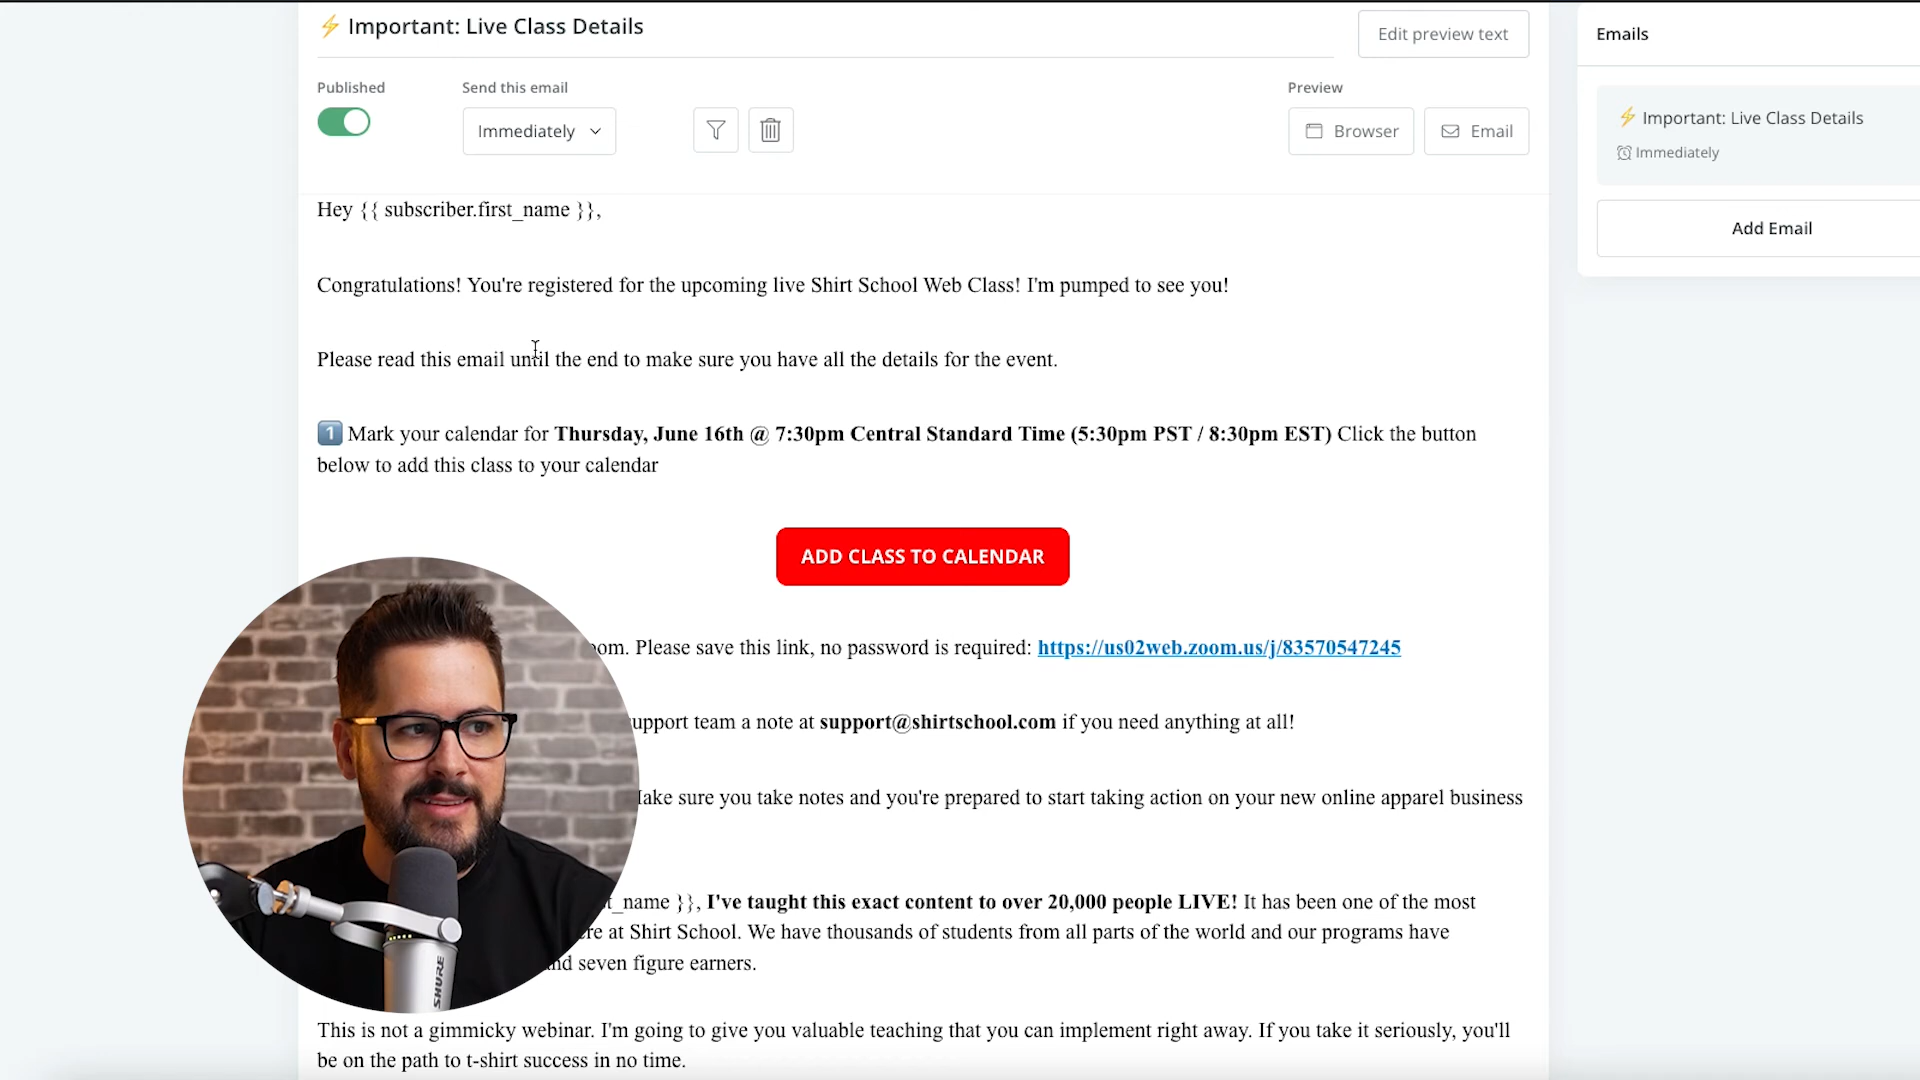 ⚡ Important: Live Class Details
Edit preview text
Published
Send this email
Immediately
Preview
Browser
Email
Hey {{ subscriber.first_name }},
Congratulations! You're registered for the upcoming live Shirt School Web Class! I'm pumped to see you!
Please read this email until the end to make sure you have all the details for the event.
1️⃣ Mark your calendar for Thursday, June 16th @ 7:30pm Central Standard Time (5:30pm PST / 8:30pm EST) Click the button
below to add this class to your calendar
ADD CLASS TO CALENDAR
Please save this link, no password is required: https://us02web.zoom.us/j/83570547245
team a note at support@shirtschool.com if you need anything at all!
sure you take notes and you're prepared to start taking action on your new online apparel business
_name }}, I've taught this exact content to over 20,000 people LIVE! It has been one of the most
at Shirt School. We have thousands of students from all parts of the world and our programs have
seven figure earners.
This is not a gimmicky webinar. I'm going to give you valuable teaching that you can implement right away. If you take it seriously, you'll
be on the path to t-shirt success in no time.
SHURE
Emails
⚡ Important: Live Class Details
Immediately
Add Email